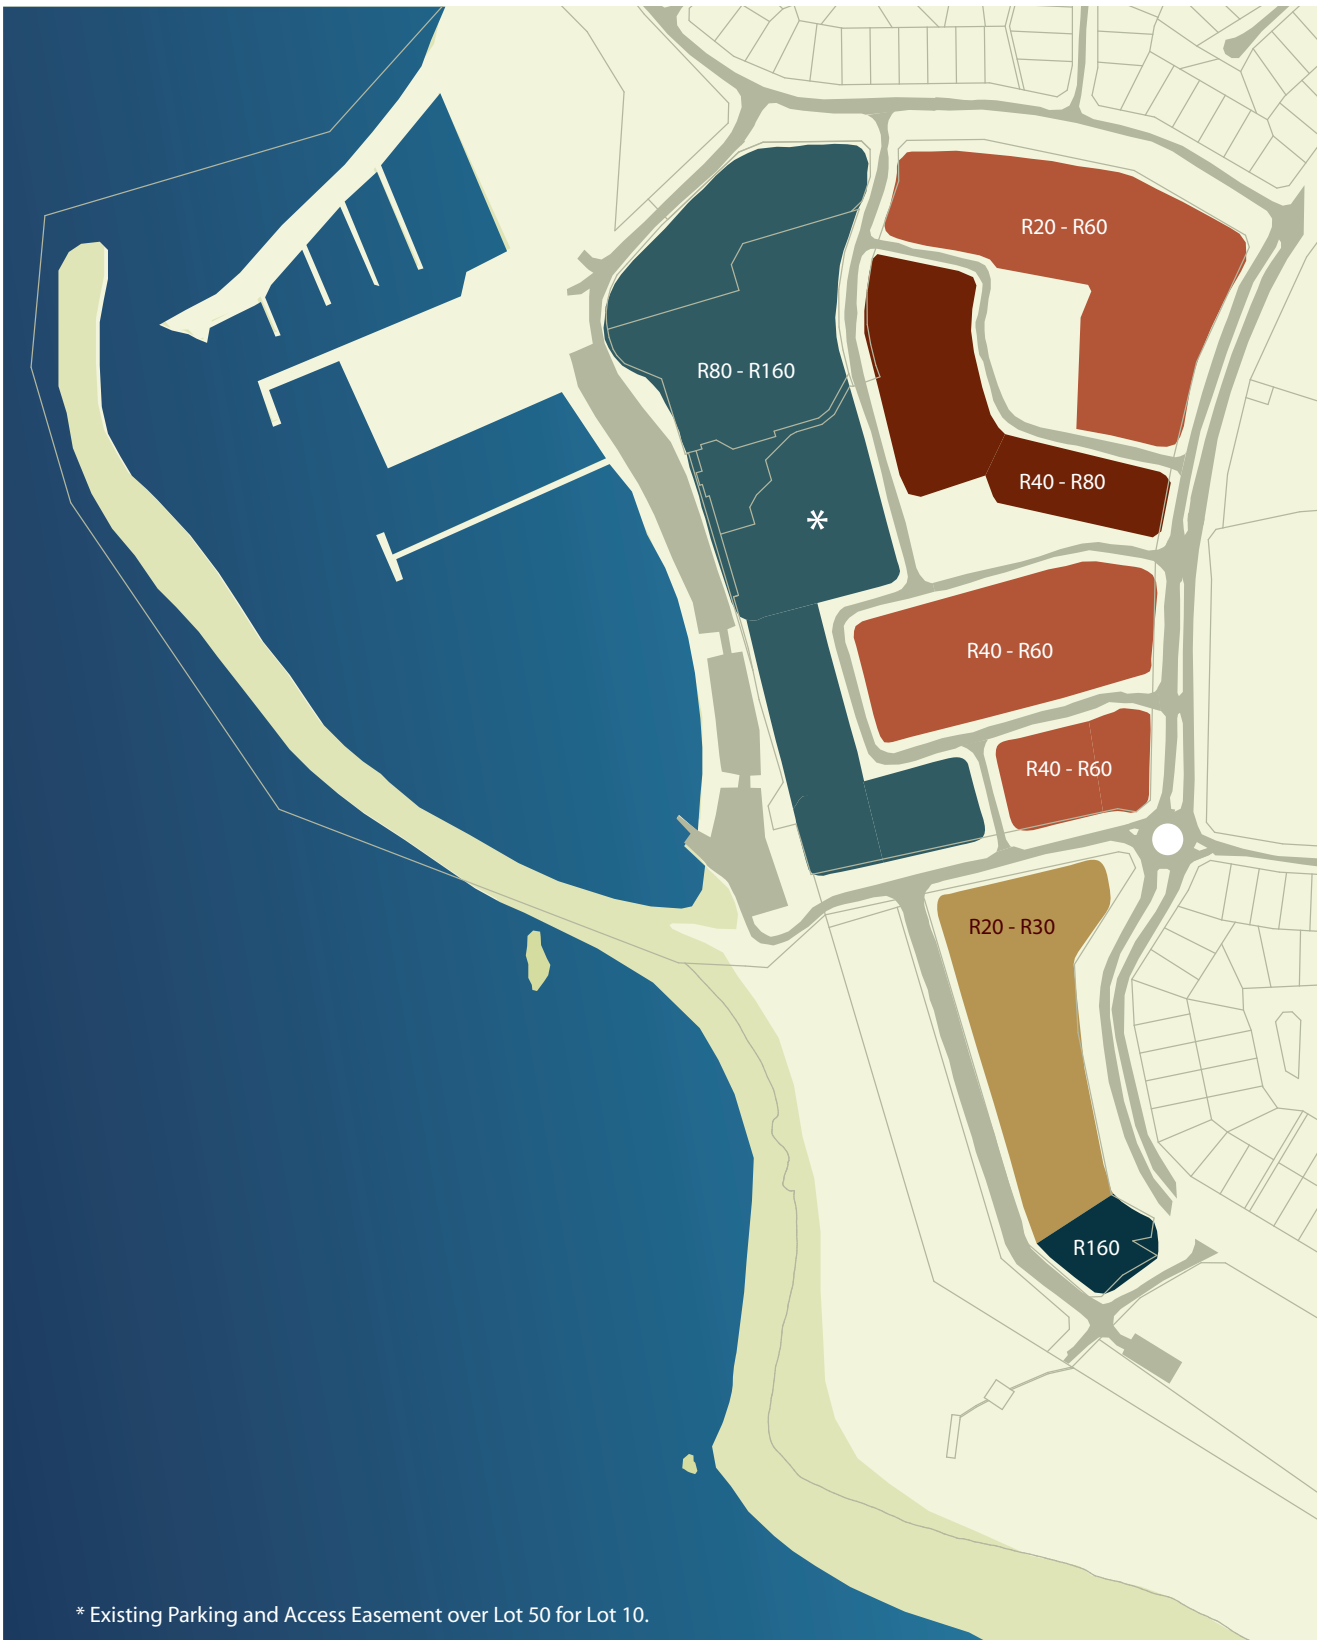 R20 - R60
R80 - R160
R40 - R80
*
R40 - R60
R40 - R60
R20 - R30
R160
* Existing Parking and Access Easement over Lot 50 for Lot 10.